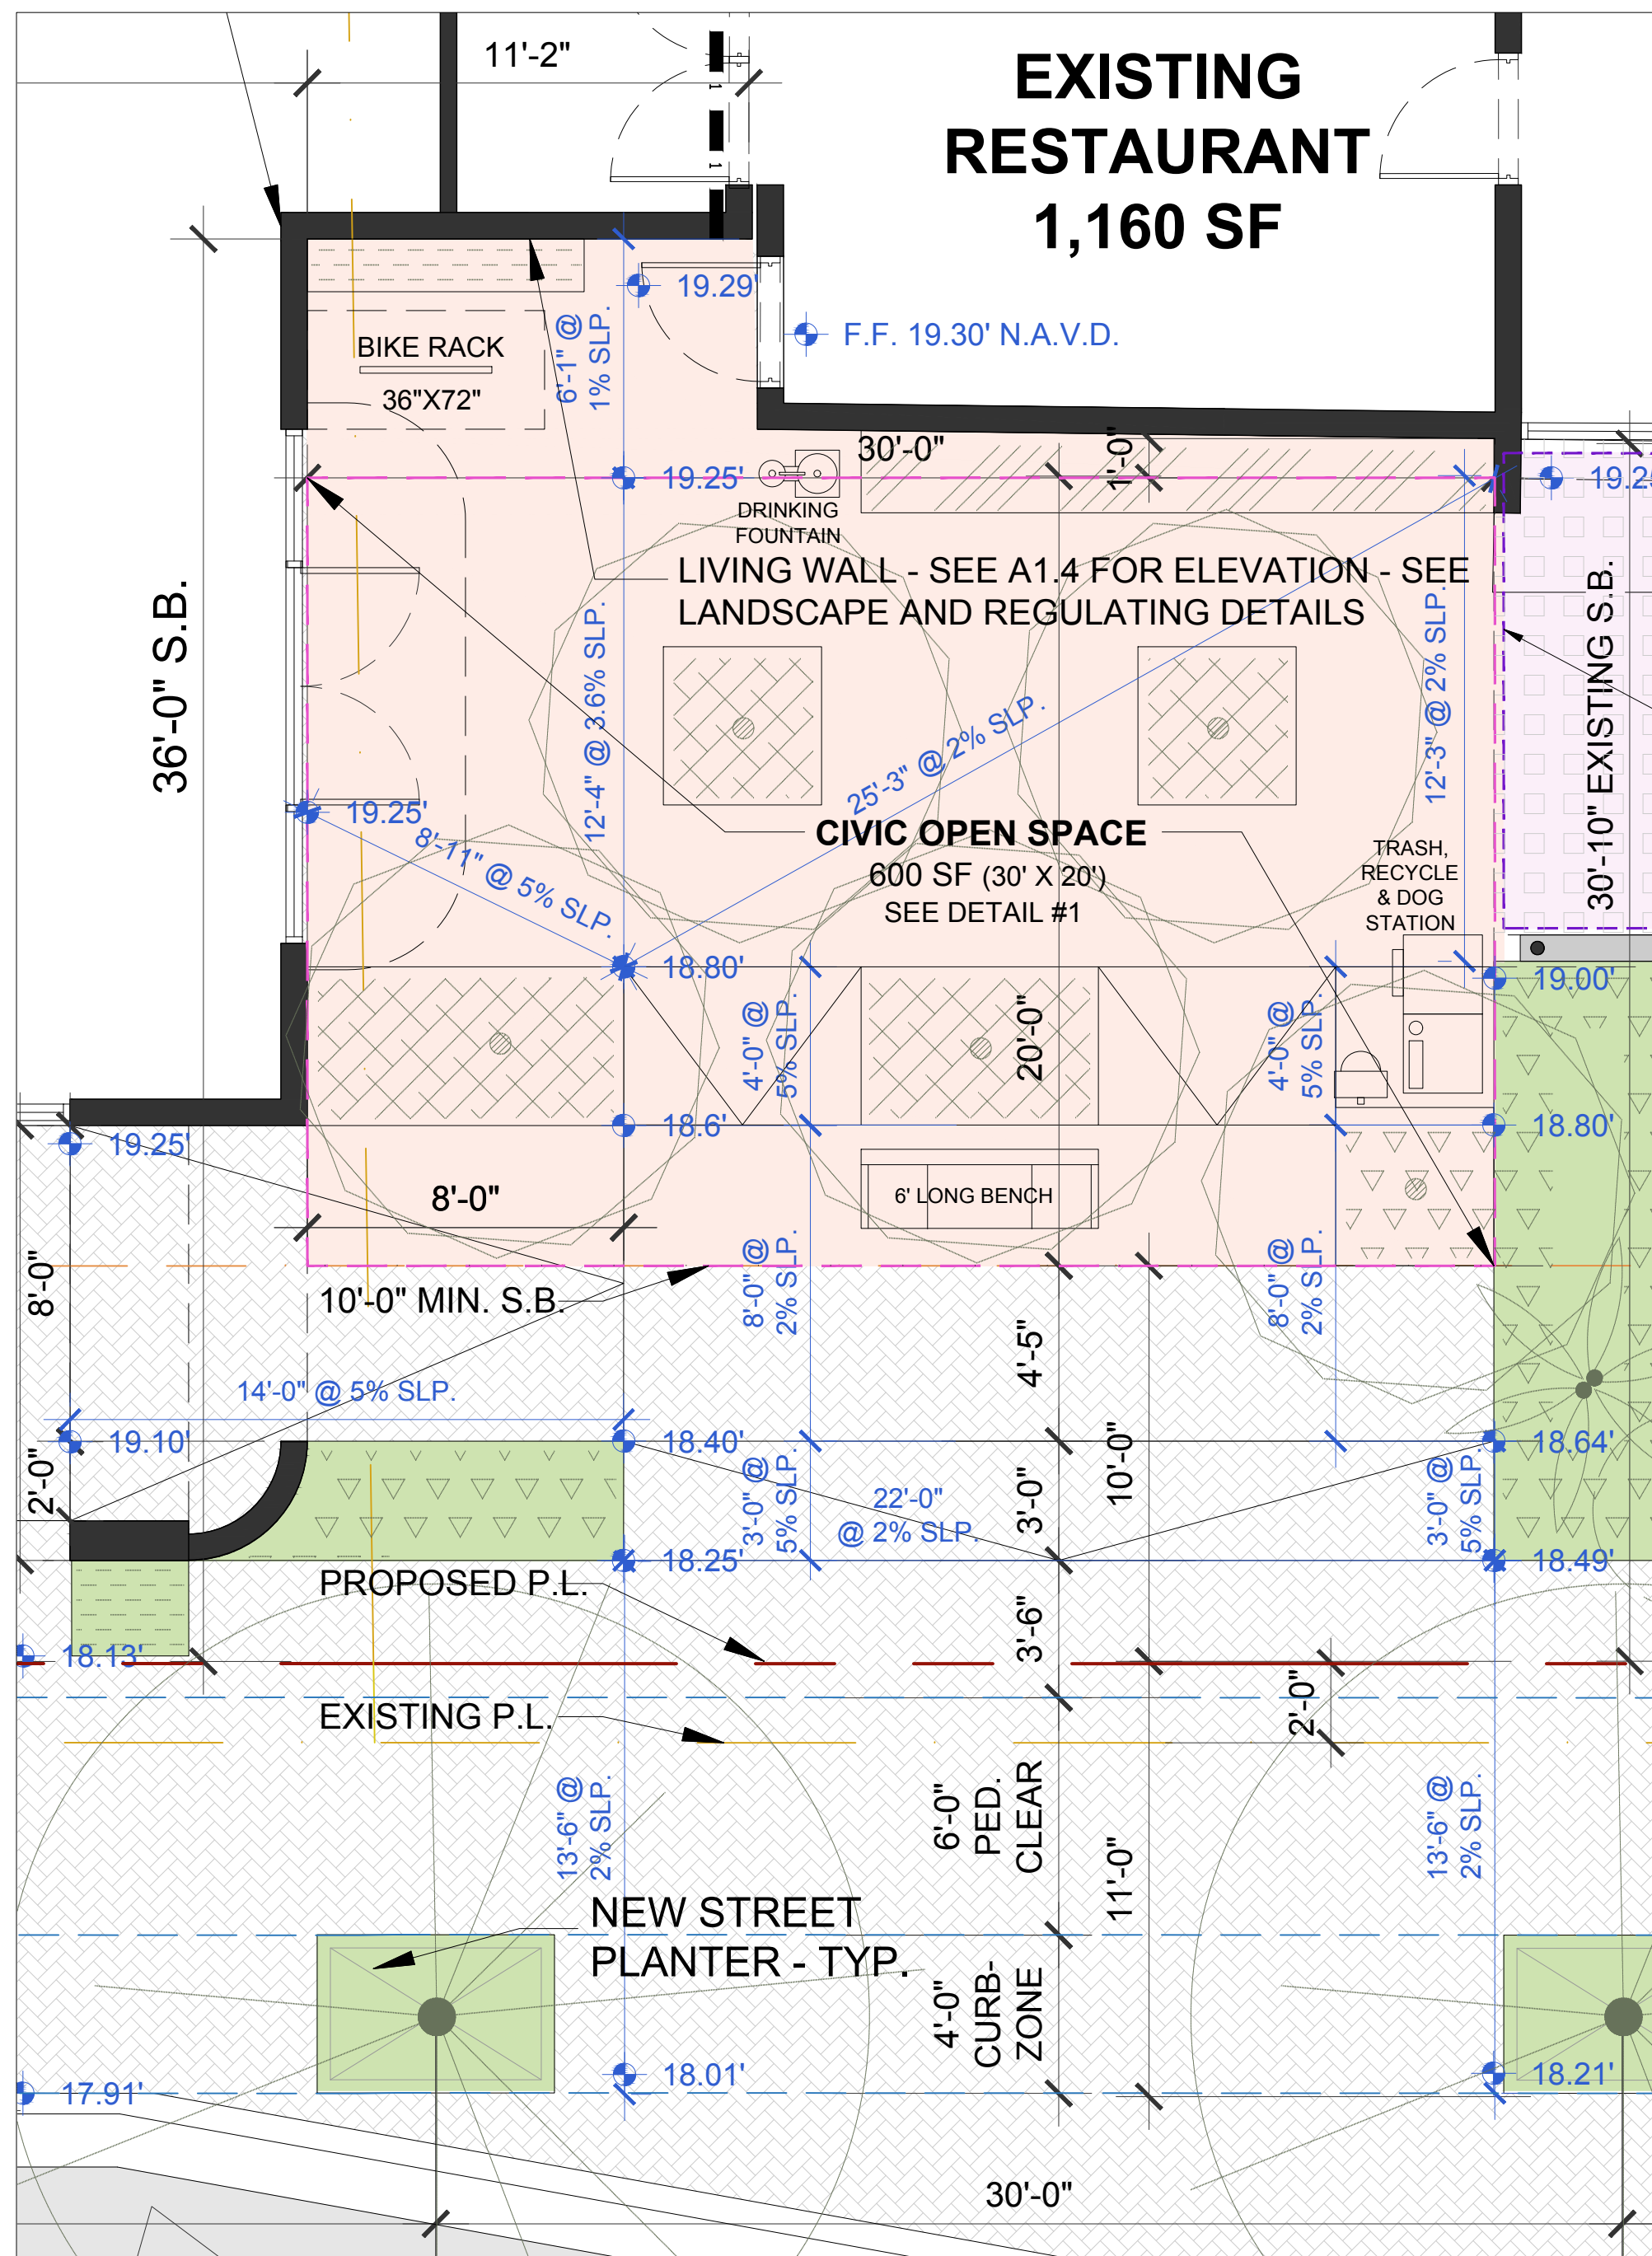 11'-2"
EXISTING
RESTAURANT
1,160 SF
19.29'
F.F. 19.30' N.A.V.D.
6'-1" @
1% SLP.
BIKE RACK
36"X72"
30'-0"
1'-0"
19.25'
DRINKING
FOUNTAIN
LIVING WALL - SEE A1.4 FOR ELEVATION - SEE
LANDSCAPE AND REGULATING DETAILS
36'-0" S.B.
12'-4" @ 3.6% SLP.
25'-3" @ 2% SLP.
12'-3" @ 2% SLP.
30'-10" EXISTING S.B.
19.25'
8'-11" @ 5% SLP.
CIVIC OPEN SPACE
600 SF (30' X 20')
SEE DETAIL #1
TRASH,
RECYCLE
& DOG
STATION
18.80'
19.00'
4'-0" @
5% SLP.
20'-0"
4'-0" @
5% SLP.
19.25'
18.6'
18.80'
8'-0"
6' LONG BENCH
8'-0"
10'-0" MIN. S.B.
8'-0" @
2% SLP.
8'-0" @
2% SLP.
4'-5"
14'-0" @ 5% SLP.
19.10'
18.40'
18.64'
2'-0"
3'-0" @
5% SLP.
22'-0"
@ 2% SLP.
3'-0"
10'-0"
3'-0" @
5% SLP.
18.25'
18.49'
PROPOSED P.L.
3'-6"
18.13'
EXISTING P.L.
2'-0"
13'-6" @
2% SLP.
6'-0"
PED.
CLEAR
11'-0"
13'-6" @
2% SLP.
NEW STREET
PLANTER - TYP.
4'-0"
CURB-
ZONE
17.91'
18.01'
18.21'
30'-0"